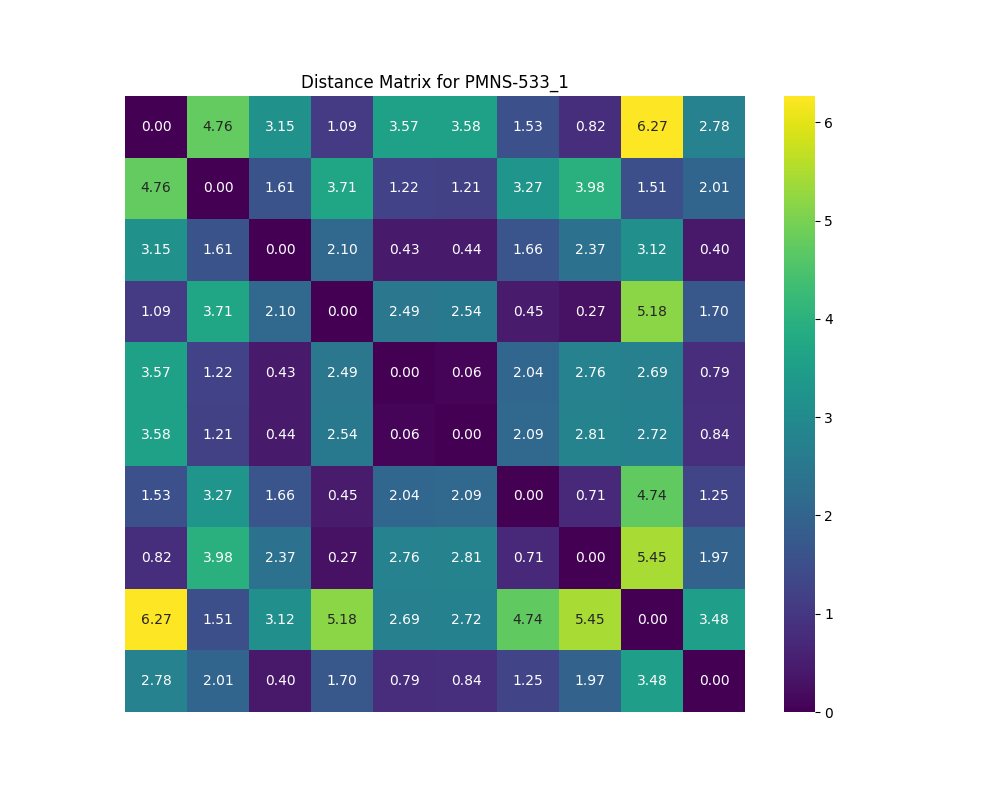 Distance Matrix for PMNS-533_1
0.00 4.76 3.15 1.09 3.57 3.58 1.53 0.82 6.27 2.78
4.76 0.00 1.61 3.71 1.22 1.21 3.27 3.98 1.51 2.01
3.15 1.61 0.00 2.10 0.43 0.44 1.66 2.37 3.12 0.40
1.09 3.71 2.10 0.00 2.49 2.54 0.45 0.27 5.18 1.70
3.57 1.22 0.43 2.49 0.00 0.06 2.04 2.76 2.69 0.79
3.58 1.21 0.44 2.54 0.06 0.00 2.09 2.81 2.72 0.84
1.53 3.27 1.66 0.45 2.04 2.09 0.00 0.71 4.74 1.25
0.82 3.98 2.37 0.27 2.76 2.81 0.71 0.00 5.45 1.97
6.27 1.51 3.12 5.18 2.69 2.72 4.74 5.45 0.00 3.48
2.78 2.01 0.40 1.70 0.79 0.84 1.25 1.97 3.48 0.00
6
5
4
3
2
1
0